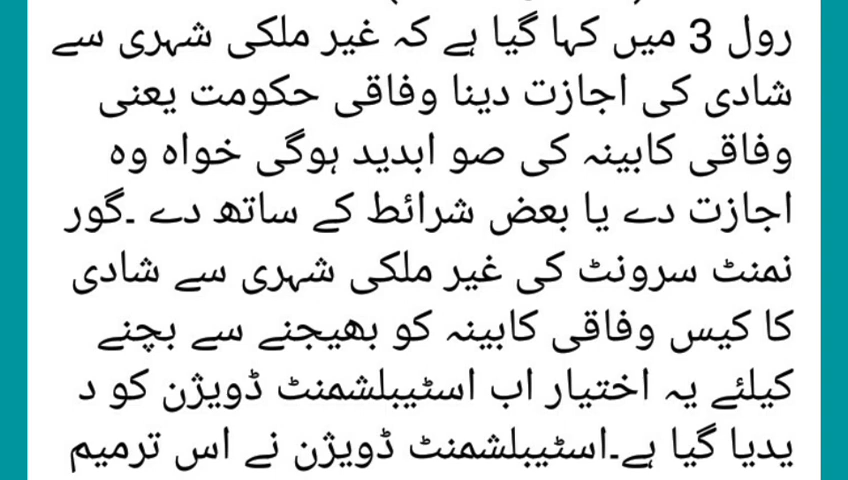 رول 3 میں کہا گیا ہے کہ غیر ملکی شہری سے
شادی کی اجازت دینا وفاقی حکومت یعنی
وفاقی کابینہ کی صو ابدید ہوگی خواہ وہ
اجازت دے یا بعض شرائط کے ساتھ دے ۔گور
نمنٹ سرونٹ کی غیر ملکی شہری سے شادی
کا کیس وفاقی کابینہ کو بھیجنے سے بچنے
کیلئے یہ اختیار اب اسٹیبلشمنٹ ڈویژن کو د
یدیا گیا ہے۔اسٹیبلشمنٹ ڈویژن نے اس ترمیم